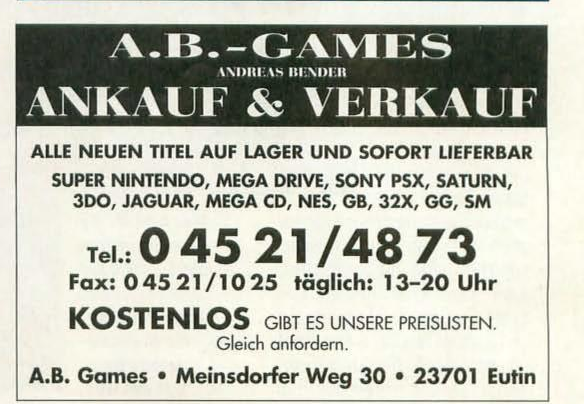 A.B.-GAMES
ANDREAS BENDER
ANKAUF & VERKAUF
ALLE NEUEN TITEL AUF LAGER UND SOFORT LIEFERBAR
SUPER NINTENDO, MEGA DRIVE, SONY PSX, SATURN,
3DO, JAGUAR, MEGA CD, NES, GB, 32X, GG, SM
Tel.: 0 45 21/48 73
Fax: 0 45 21/10 25 täglich: 13–20 Uhr
KOSTENLOS GIBT ES UNSERE PREISLISTEN.
Gleich anfordern.
A.B. Games • Meinsdorfer Weg 30 • 23701 Eutin